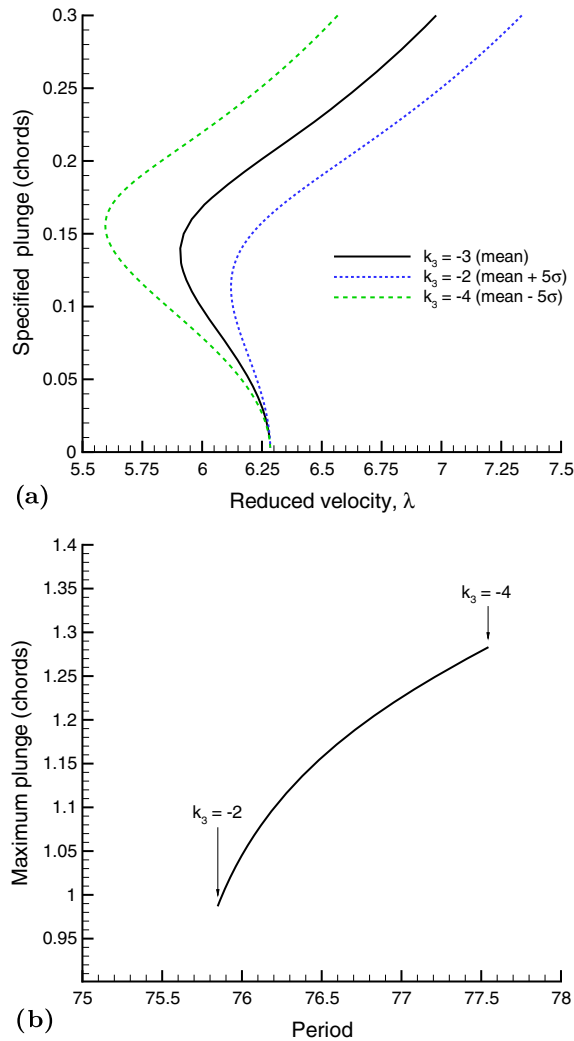 0.3
0.25
0.2
0.15
0.1
0.05
0
Specified plunge (chords)
k3 = -3 (mean)
k3 = -2 (mean + 5σ)
k3 = -4 (mean - 5σ)
5.5 5.75 6 6.25 6.5 6.75 7 7.25 7.5
(a)
Reduced velocity, λ
1.4
1.35
1.3
1.25
1.2
1.15
1.1
1.05
1
0.95
Maximum plunge (chords)
k3 = -4
k3 = -2
75 75.5 76 76.5 77 77.5 78
(b)
Period